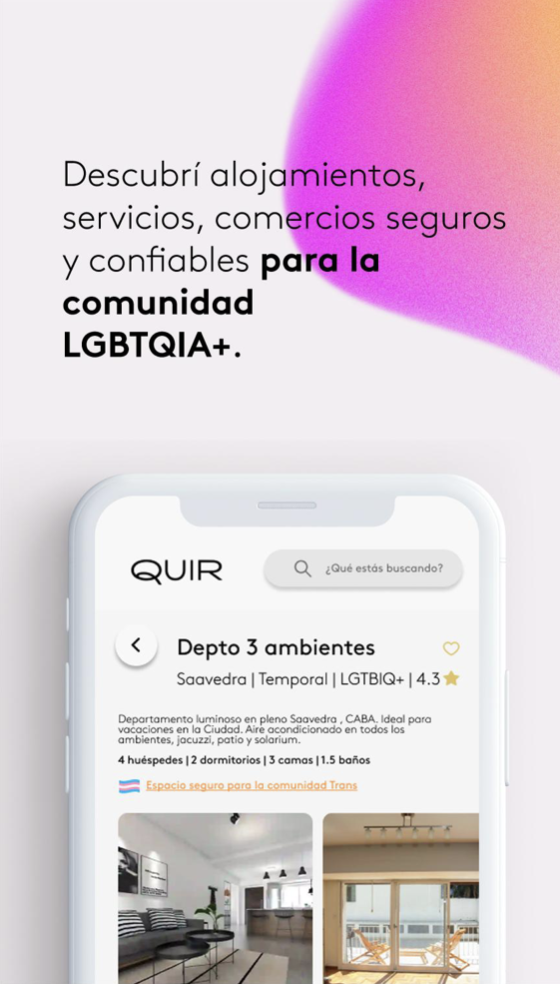 Descubrí alojamientos,
servicios, comercios seguros
y confiables para la
comunidad
LGBTQIA+.
QUIR
¿Qué estás buscando?
Depto 3 ambientes
Saavedra | Temporal | LGTBIQ+ | 4.3
Departamento luminoso en pleno Saavedra , CABA. Ideal para
vacaciones en la Ciudad. Aire acondicionado en todos los
ambientes, jacuzzi, patio y solarium.
4 huéspedes | 2 dormitorios | 3 camas | 1.5 baños
Espacio seguro para la comunidad Trans